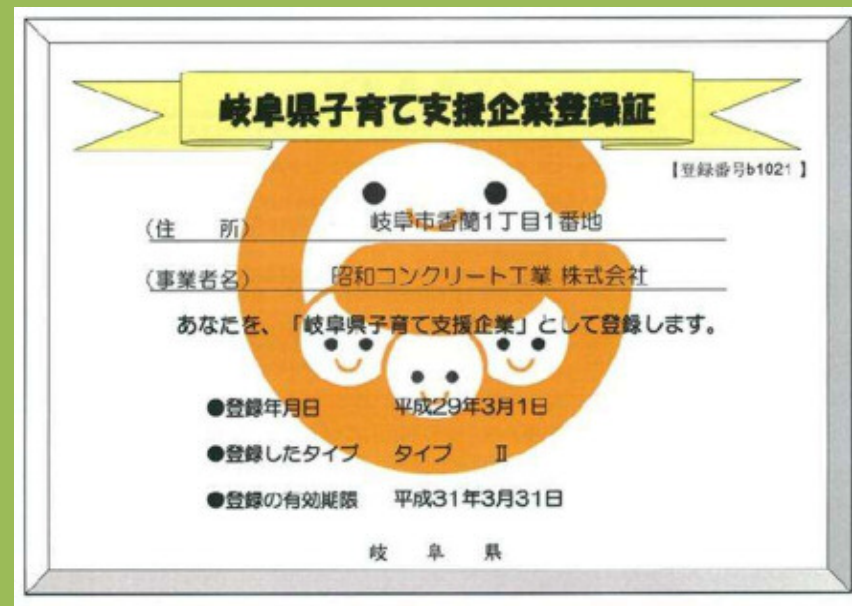 岐阜県子育て支援企業登録証
【登録番号b1021】
(住 所) 岐阜市香蘭1丁目1番地
(事業者名) 昭和コンクリート工業 株式会社
あなたを、「岐阜県子育て支援企業」として登録します。
●登録年月日 平成29年3月1日
●登録したタイプ タイプ Ⅱ
●登録の有効期限 平成31年3月31日
岐 阜 県